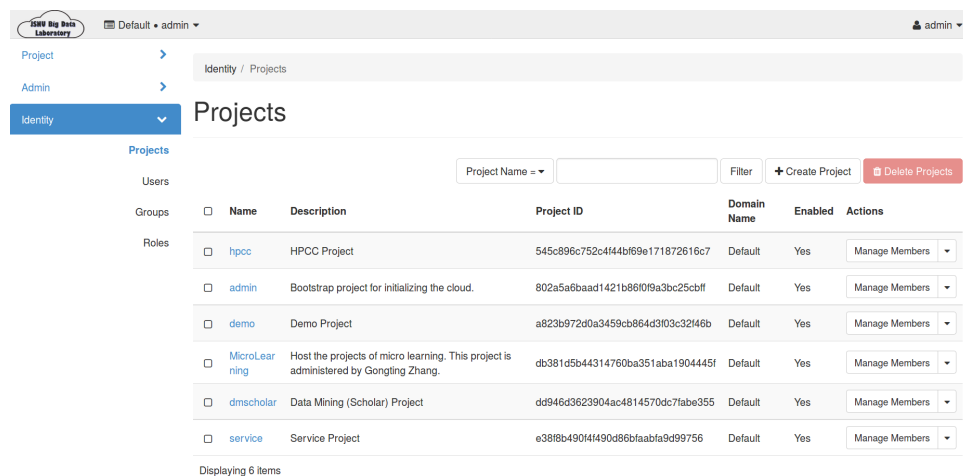 JSNU Big Data
Laboratory
Default • admin
admin
Project
Admin
Identity
Projects
Users
Groups
Roles
Identity / Projects
Projects
Project Name =
Filter
Create Project
Delete Projects
Name Description Project ID Domain Name Enabled Actions
hpcc HPCC Project 545c896c752c4f44bf69e171872616c7 Default Yes Manage Members
admin Bootstrap project for initializing the cloud. 802a5a6baad1421b86f0f9a3bc25cbff Default Yes Manage Members
demo Demo Project a823b972d0a3459cb864d3f03c32f46b Default Yes Manage Members
MicroLear
ning
Host the projects of micro learning. This project is
administered by Gongting Zhang.
db381d5b44314760ba351aba1904445f Default Yes Manage Members
dmscholar Data Mining (Scholar) Project dd946d3623904ac4814570dc7fabe355 Default Yes Manage Members
service Service Project e38f8b490f4f490d86bfaabfa9d99756 Default Yes Manage Members
Displaying 6 items